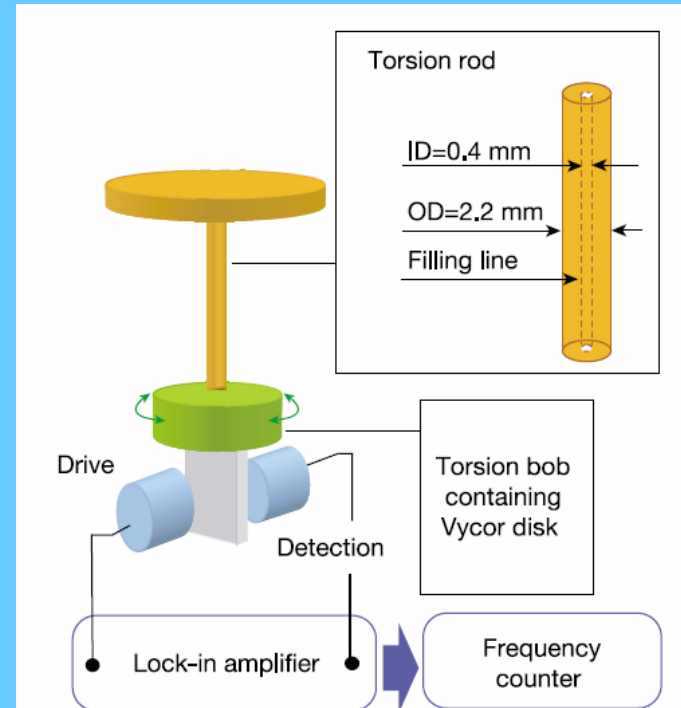 Torsion rod
ID=0.4 mm
OD=2.2 mm
Filling line
Drive
Detection
Torsion bob
containing
Vycor disk
Lock-in amplifier
Frequency
counter